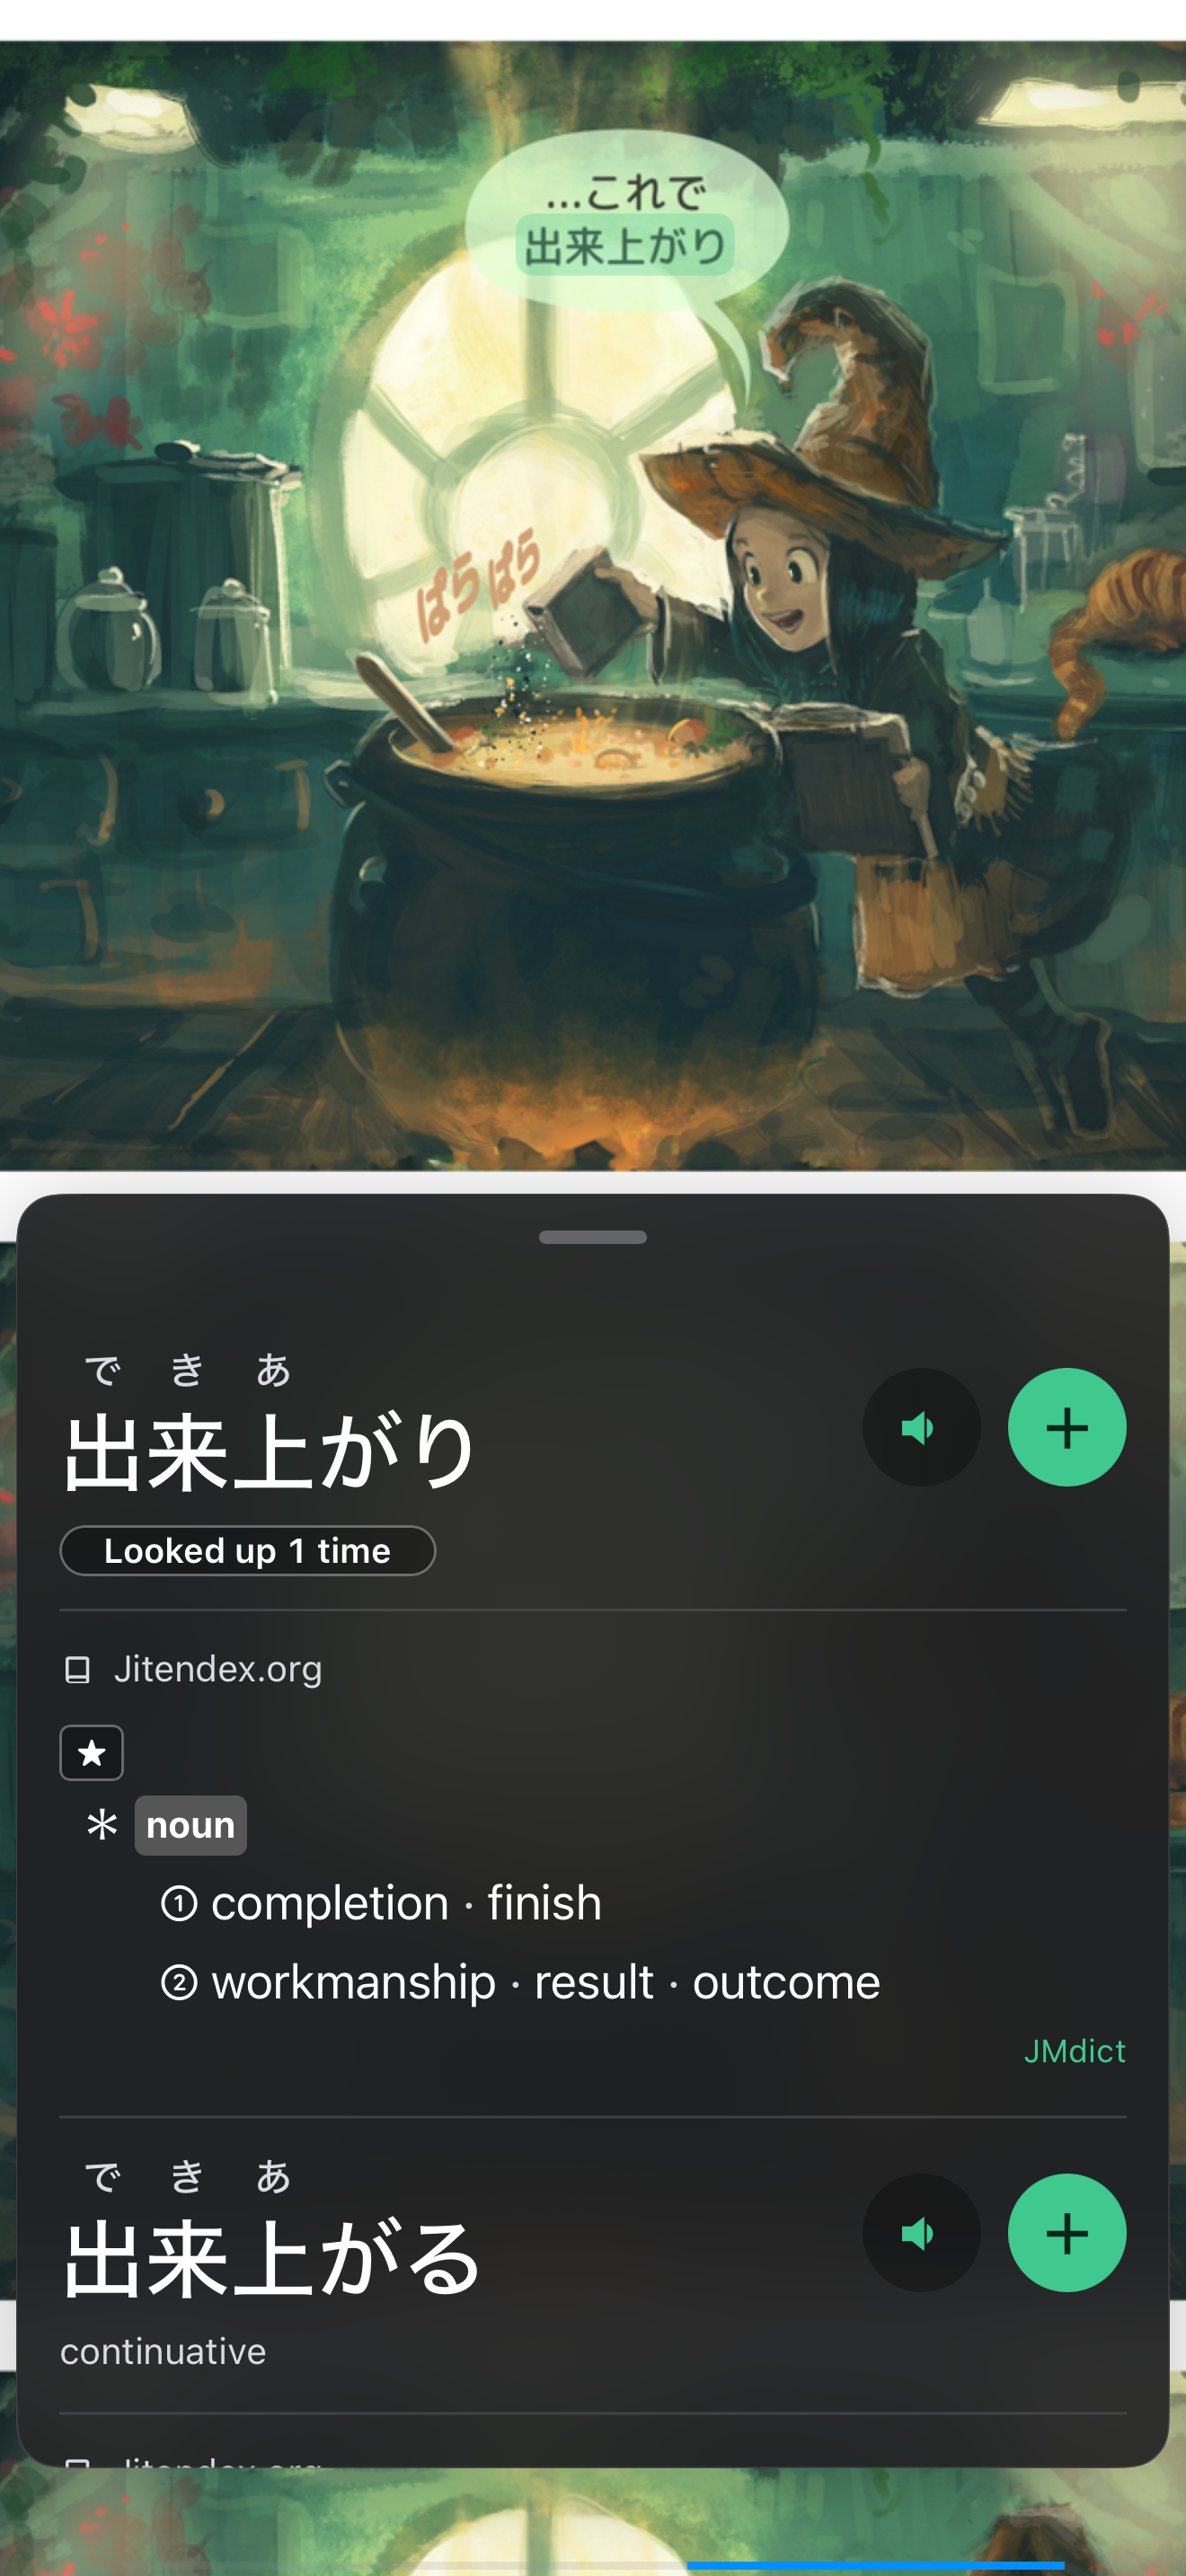 ...これで
出来上がり
ぱらぱら
で き あ
出来上がり
Looked up 1 time
Jitendex.org
★
noun
① completion · finish
② workmanship · result · outcome
JMdict
で き あ
出来上がる
continuative
Jitendex.org